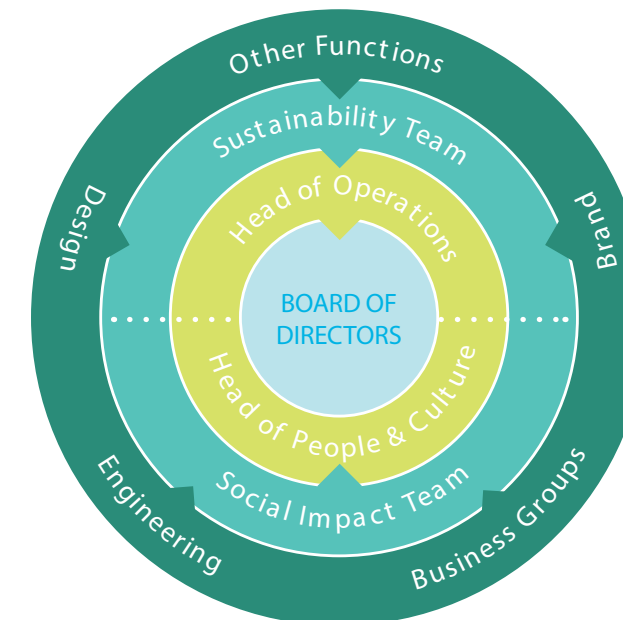 Other Functions
Sustainability Team
Head of Operations
Design
Brand
BOARD OF
DIRECTORS
Head of People & Culture
Social Impact Team
Engineering
Business Groups